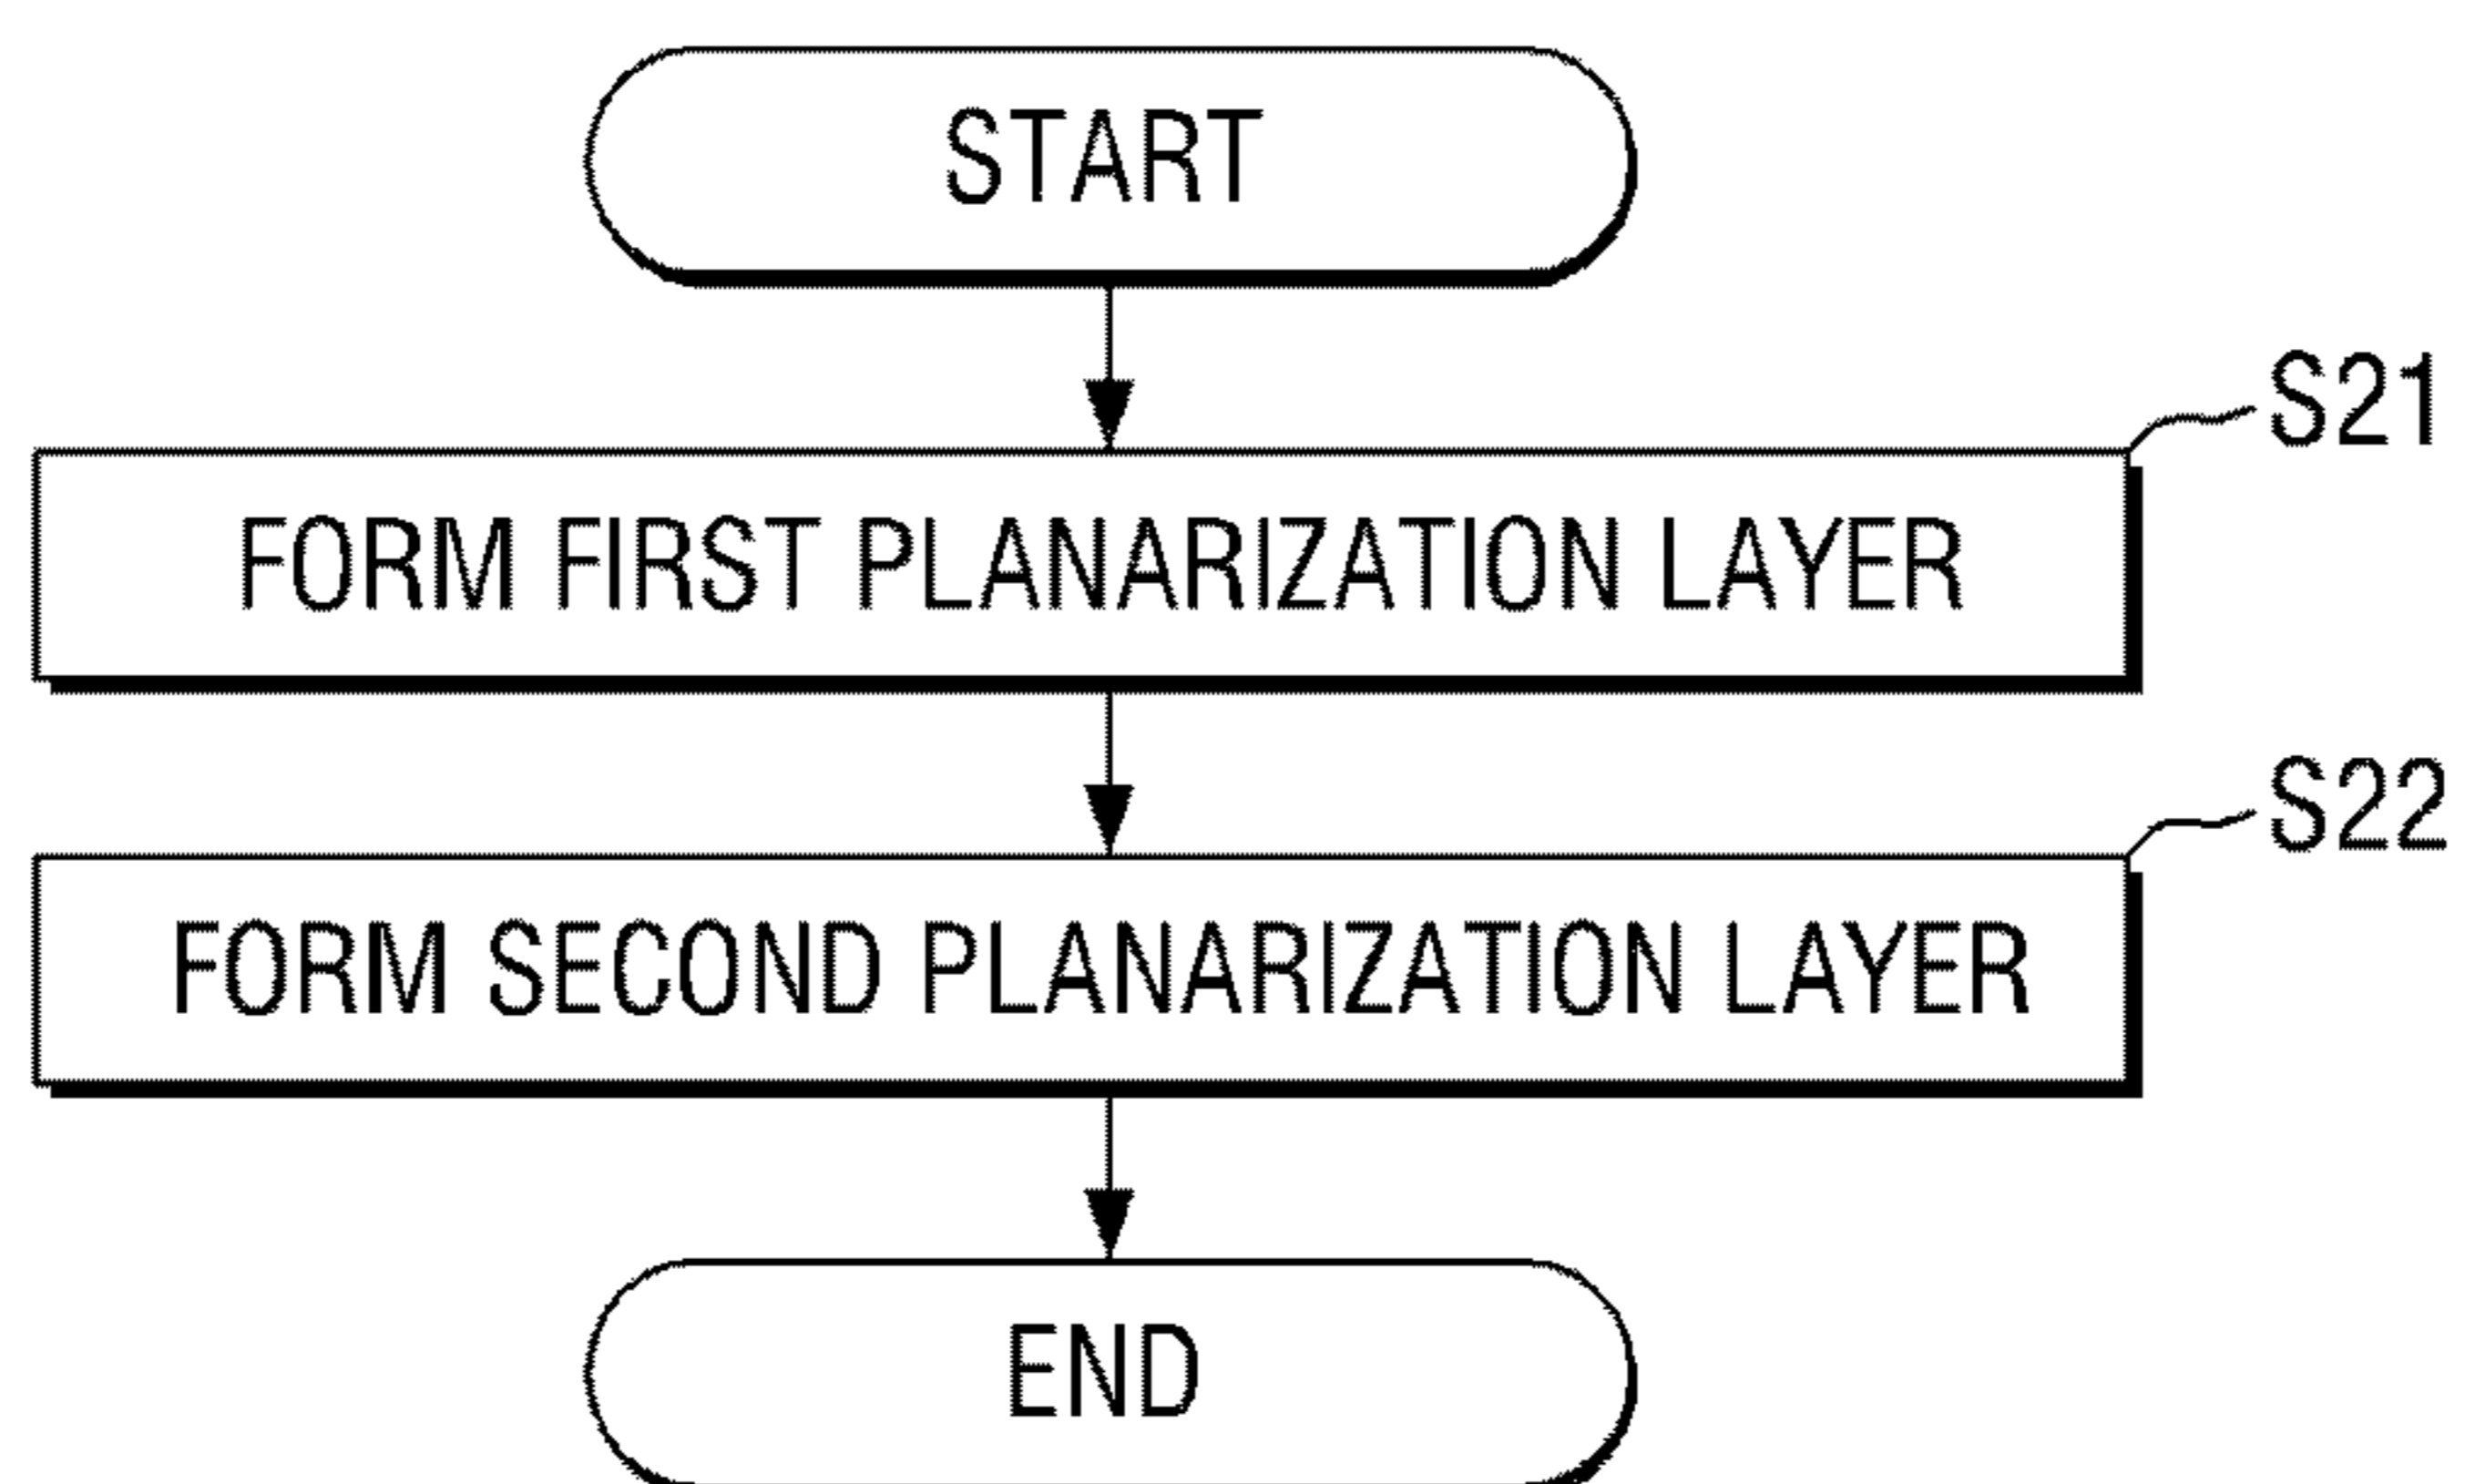 START
S21
FORM FIRST PLANARIZATION LAYER
S22
FORM SECOND PLANARIZATION LAYER
END